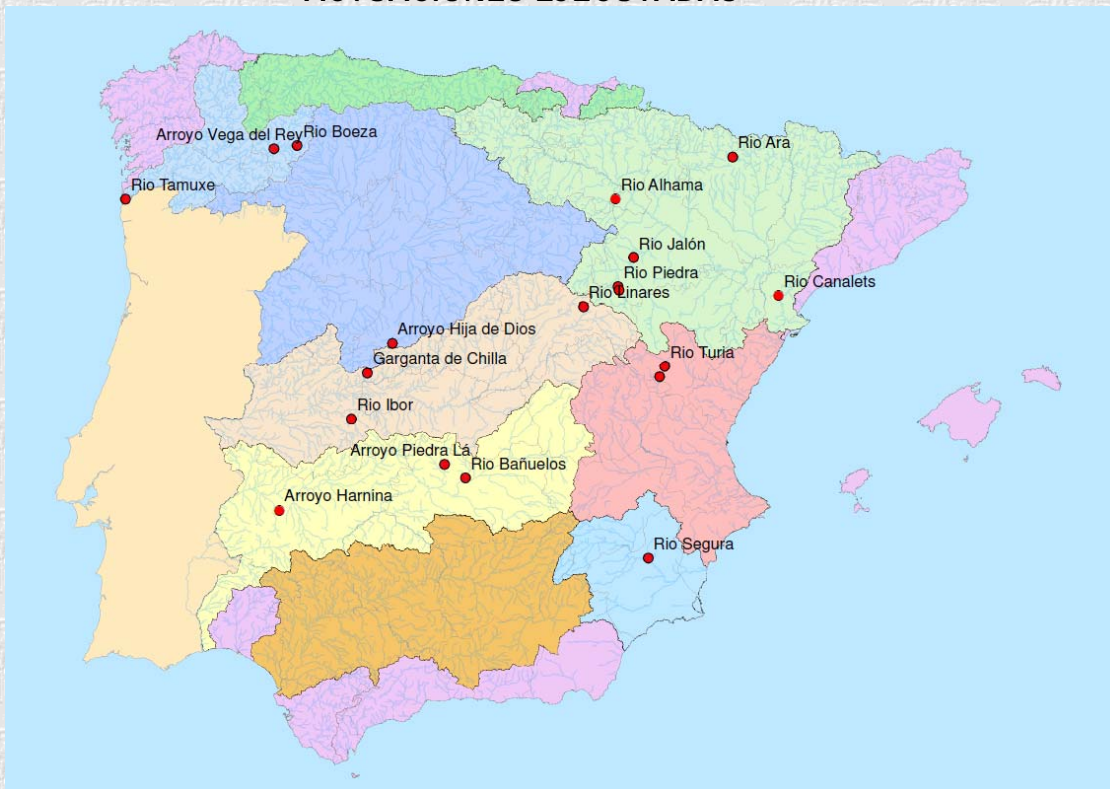 Arroyo Vega del Rey
Rio Boeza
Rio Ara
Rio Tamuxe
Rio Alhama
Rio Jalón
Rio Piedra
Rio Canalets
Rio Linares
Arroyo Hija de Dios
Rio Turia
Garganta de Chilla
Rio Ibor
Arroyo Piedra Lá
Rio Bañuelos
Arroyo Harnina
Rio Segura